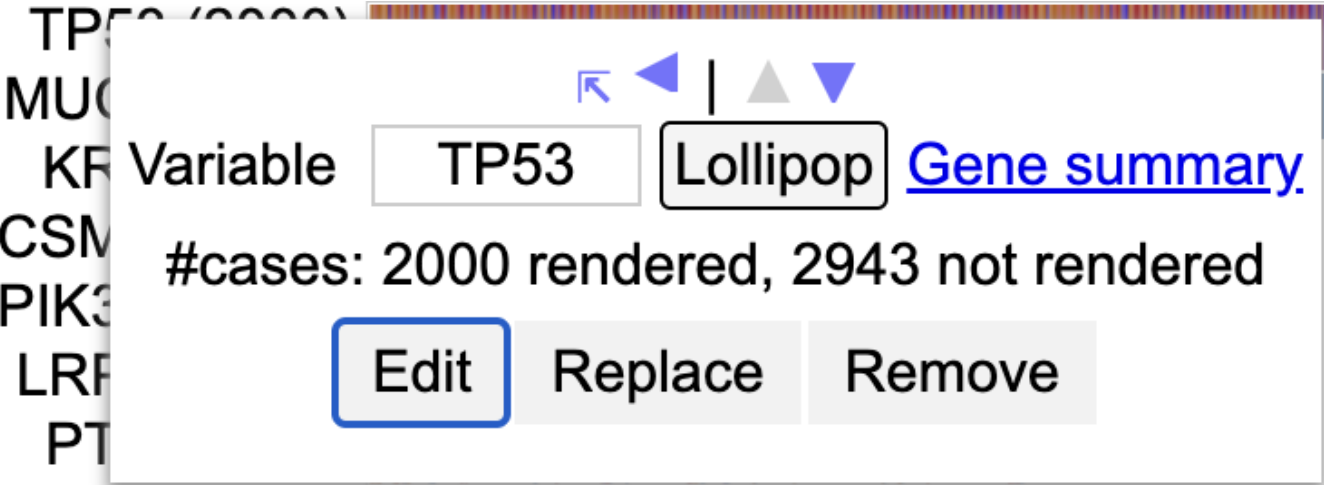 Variable TP53 Lollipop Gene summary
#cases: 2000 rendered, 2943 not rendered
Edit Replace Remove